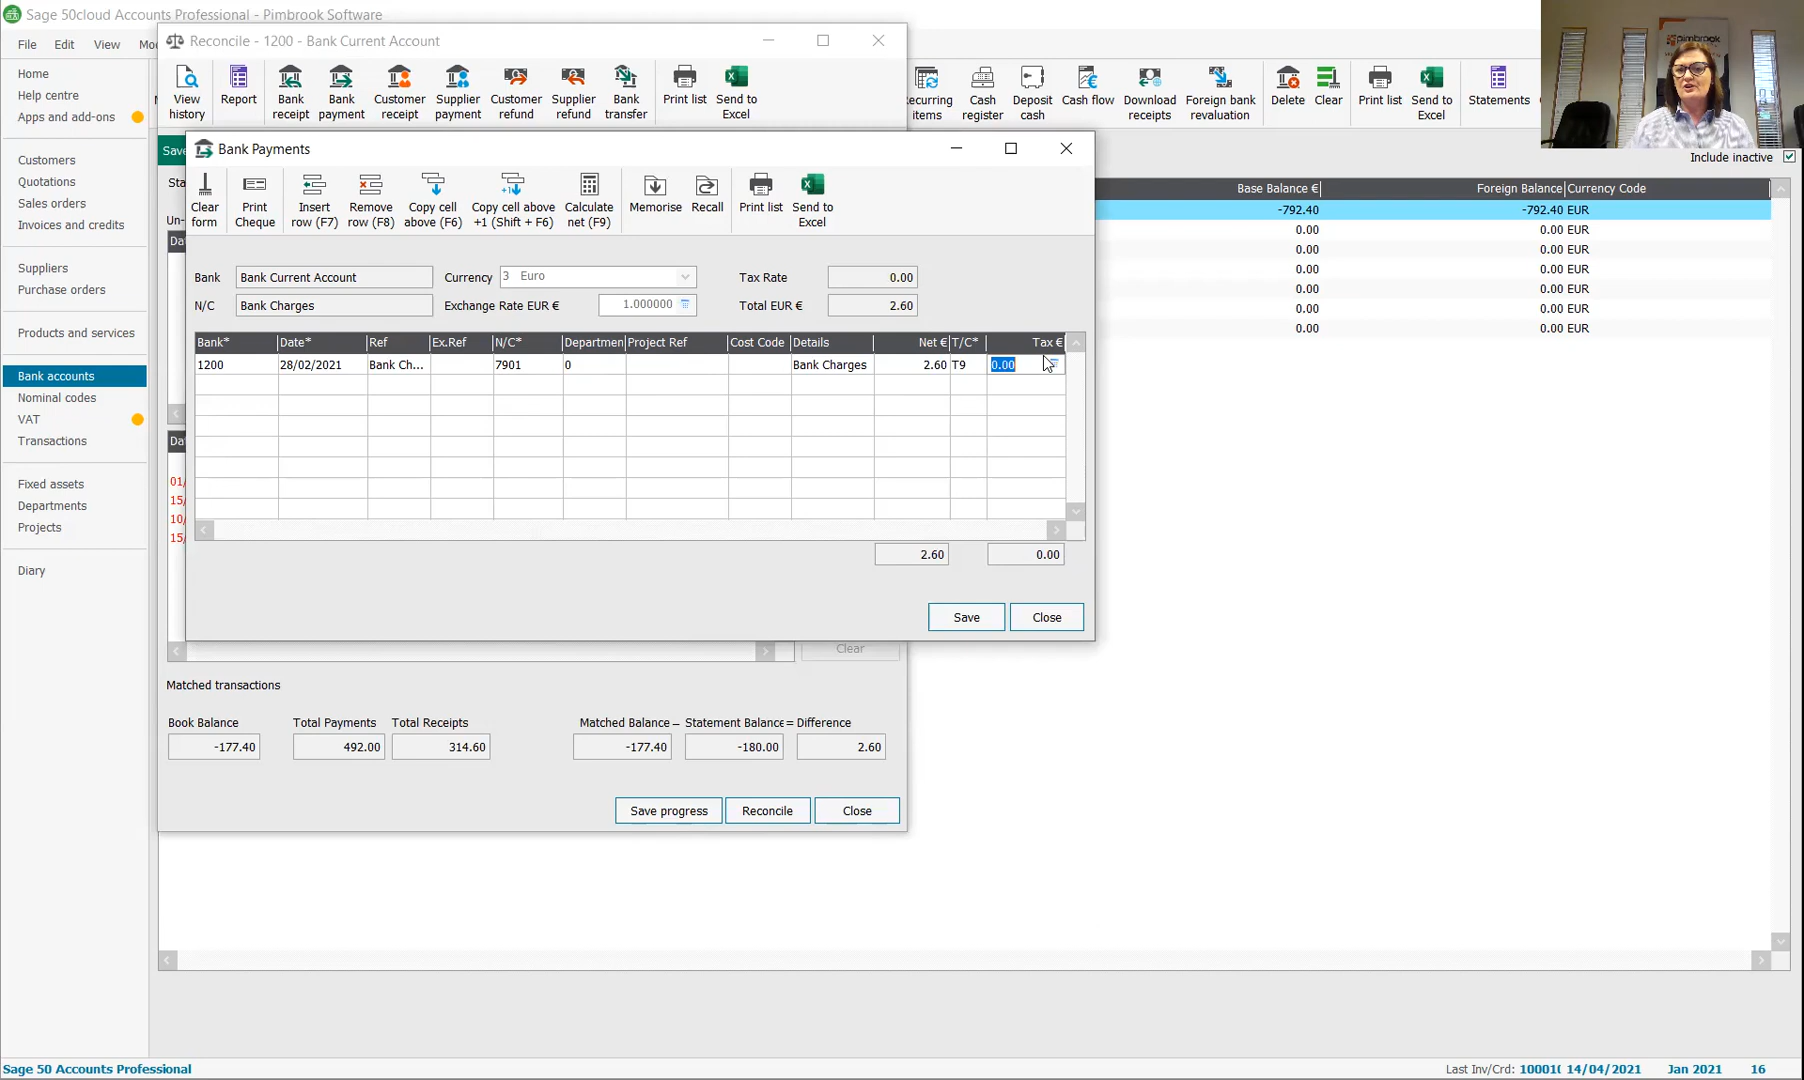 Sage 50cloud Accounts Professional - Pimbrook Software
File Edit View
Home
Help centre
Apps and add-ons
Customers
Quotations
Sales orders
Invoices and credits
Suppliers
Purchase orders
Products and services
Bank accounts
Nominal codes
VAT
Transactions
Fixed assets
Departments
Projects
Diary
Reconcile - 1200 - Bank Current Account
View history
Report
Bank receipt
Bank payment
Customer receipt
Supplier payment
Customer refund
Supplier refund
Bank transfer
Print list
Send to Excel
Recurring items
Cash register
Deposit cash
Cash flow
Download receipts
Foreign bank revaluation
Delete
Clear
Print list
Send to Excel
Statements
pimbrook
Include inactive
Base Balance € Foreign Balance Currency Code
-792.40 -792.40 EUR
0.00 0.00 EUR
0.00 0.00 EUR
0.00 0.00 EUR
0.00 0.00 EUR
0.00 0.00 EUR
0.00 0.00 EUR
Bank Payments
Clear form
Print Cheque
Insert row (F7)
Remove row (F8)
Copy cell above (F6)
Copy cell above +1 (Shift + F6)
Calculate net (F9)
Memorise
Recall
Print list
Send to Excel
Bank Bank Current Account Currency 3 Euro Tax Rate 0.00
N/C Bank Charges Exchange Rate EUR € 1.000000 Total EUR € 2.60
Bank* Date* Ref Ex.Ref N/C* Departmen Project Ref Cost Code Details Net € T/C* Tax €
1200 28/02/2021 Bank Ch... 7901 0 Bank Charges 2.60 T9 0.00
2.60 0.00
Save Close
Clear
Un-
01/
15/
10/
15/
Matched transactions
Book Balance Total Payments Total Receipts Matched Balance – Statement Balance = Difference
-177.40 492.00 314.60 -177.40 -180.00 2.60
Save progress Reconcile Close
Sage 50 Accounts Professional
Last Inv/Crd: 14/04/2021 Jan 2021 16